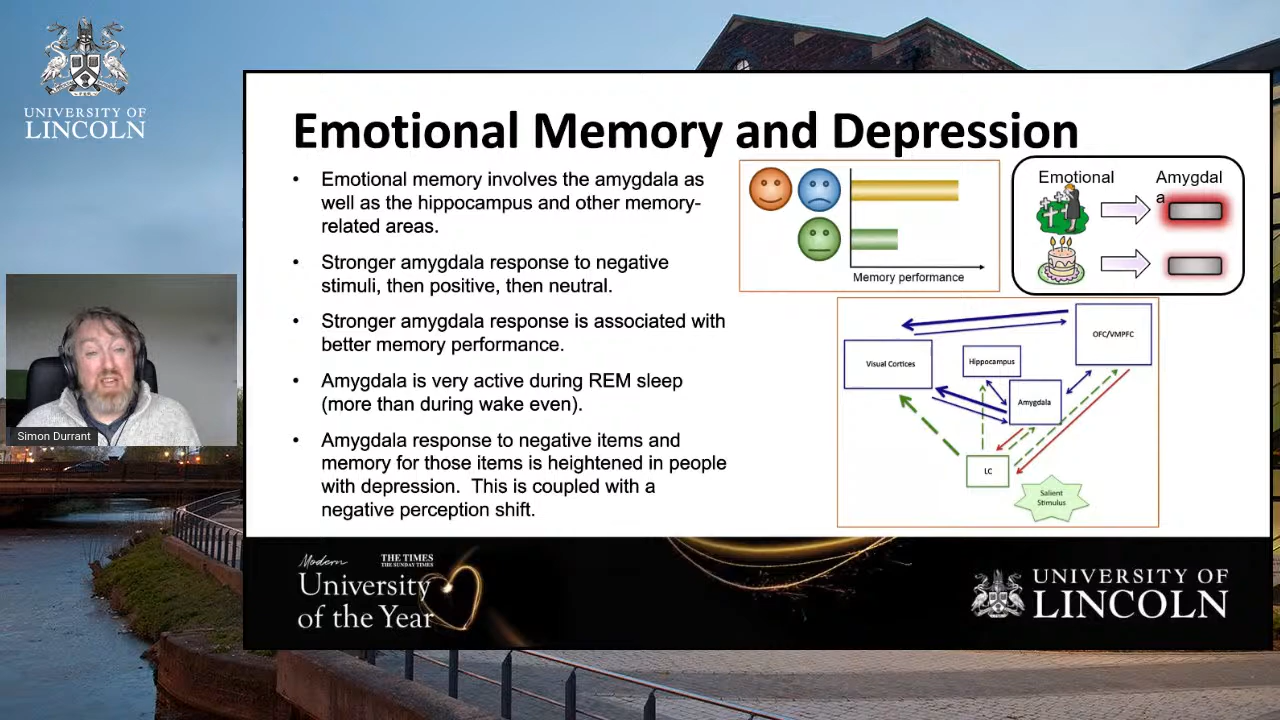 UNIVERSITY OF
LINCOLN
Emotional Memory and Depression
• Emotional memory involves the amygdala as
well as the hippocampus and other memory-
related areas.
• Stronger amygdala response to negative
stimuli, then positive, then neutral.
• Stronger amygdala response is associated with
better memory performance.
• Amygdala is very active during REM sleep
(more than during wake even).
• Amygdala response to negative items and
memory for those items is heightened in people
with depression. This is coupled with a
negative perception shift.
Memory performance
Emotional
Amygdal
a
OFC/VMPFC
Visual Cortices
Hippocampus
Amygdala
LC
Salient
Stimulus
Simon Durrant
Modern
THE TIMES
THE SUNDAY TIMES
University
of the Year
UNIVERSITY OF
LINCOLN